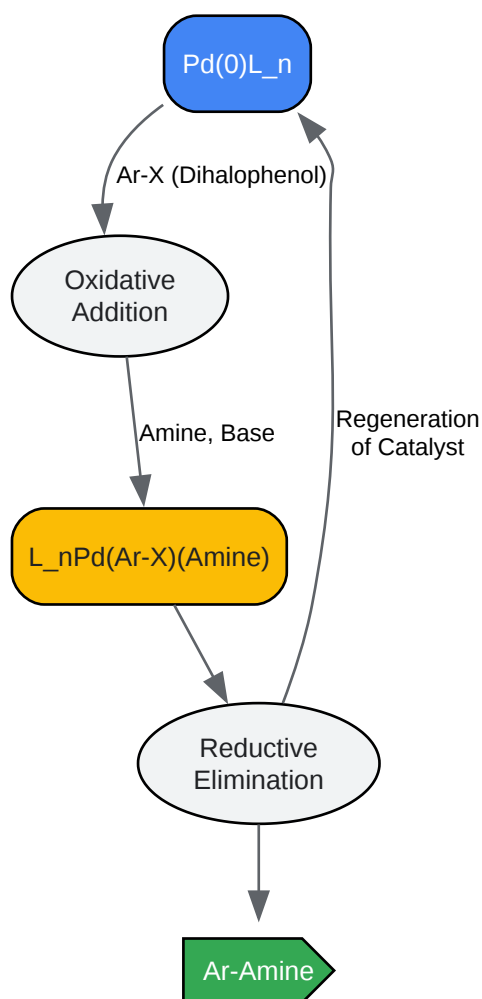 Pd(0)L_n
Ar-X (Dihalophenol)
Oxidative
Addition
Amine, Base
Regeneration
of Catalyst
L_nPd(Ar-X)(Amine)
Reductive
Elimination
Ar-Amine